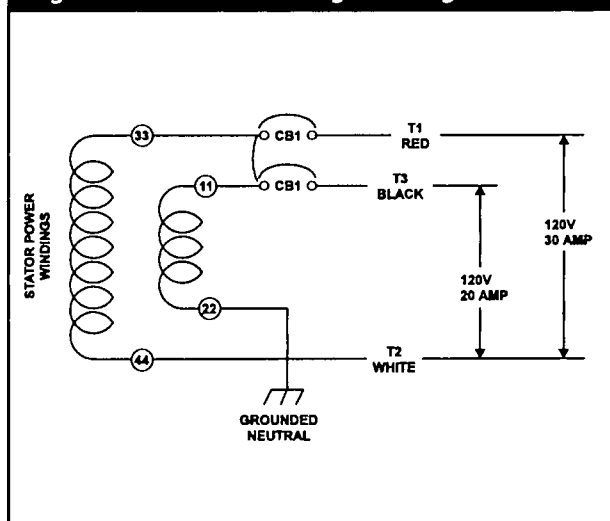 33
CB1
T1
RED
11
CB1
T3
BLACK
STATOR POWER
WINDINGS
120V
30 AMP
120V
20 AMP
22
44
T2
WHITE
GROUNDED
NEUTRAL